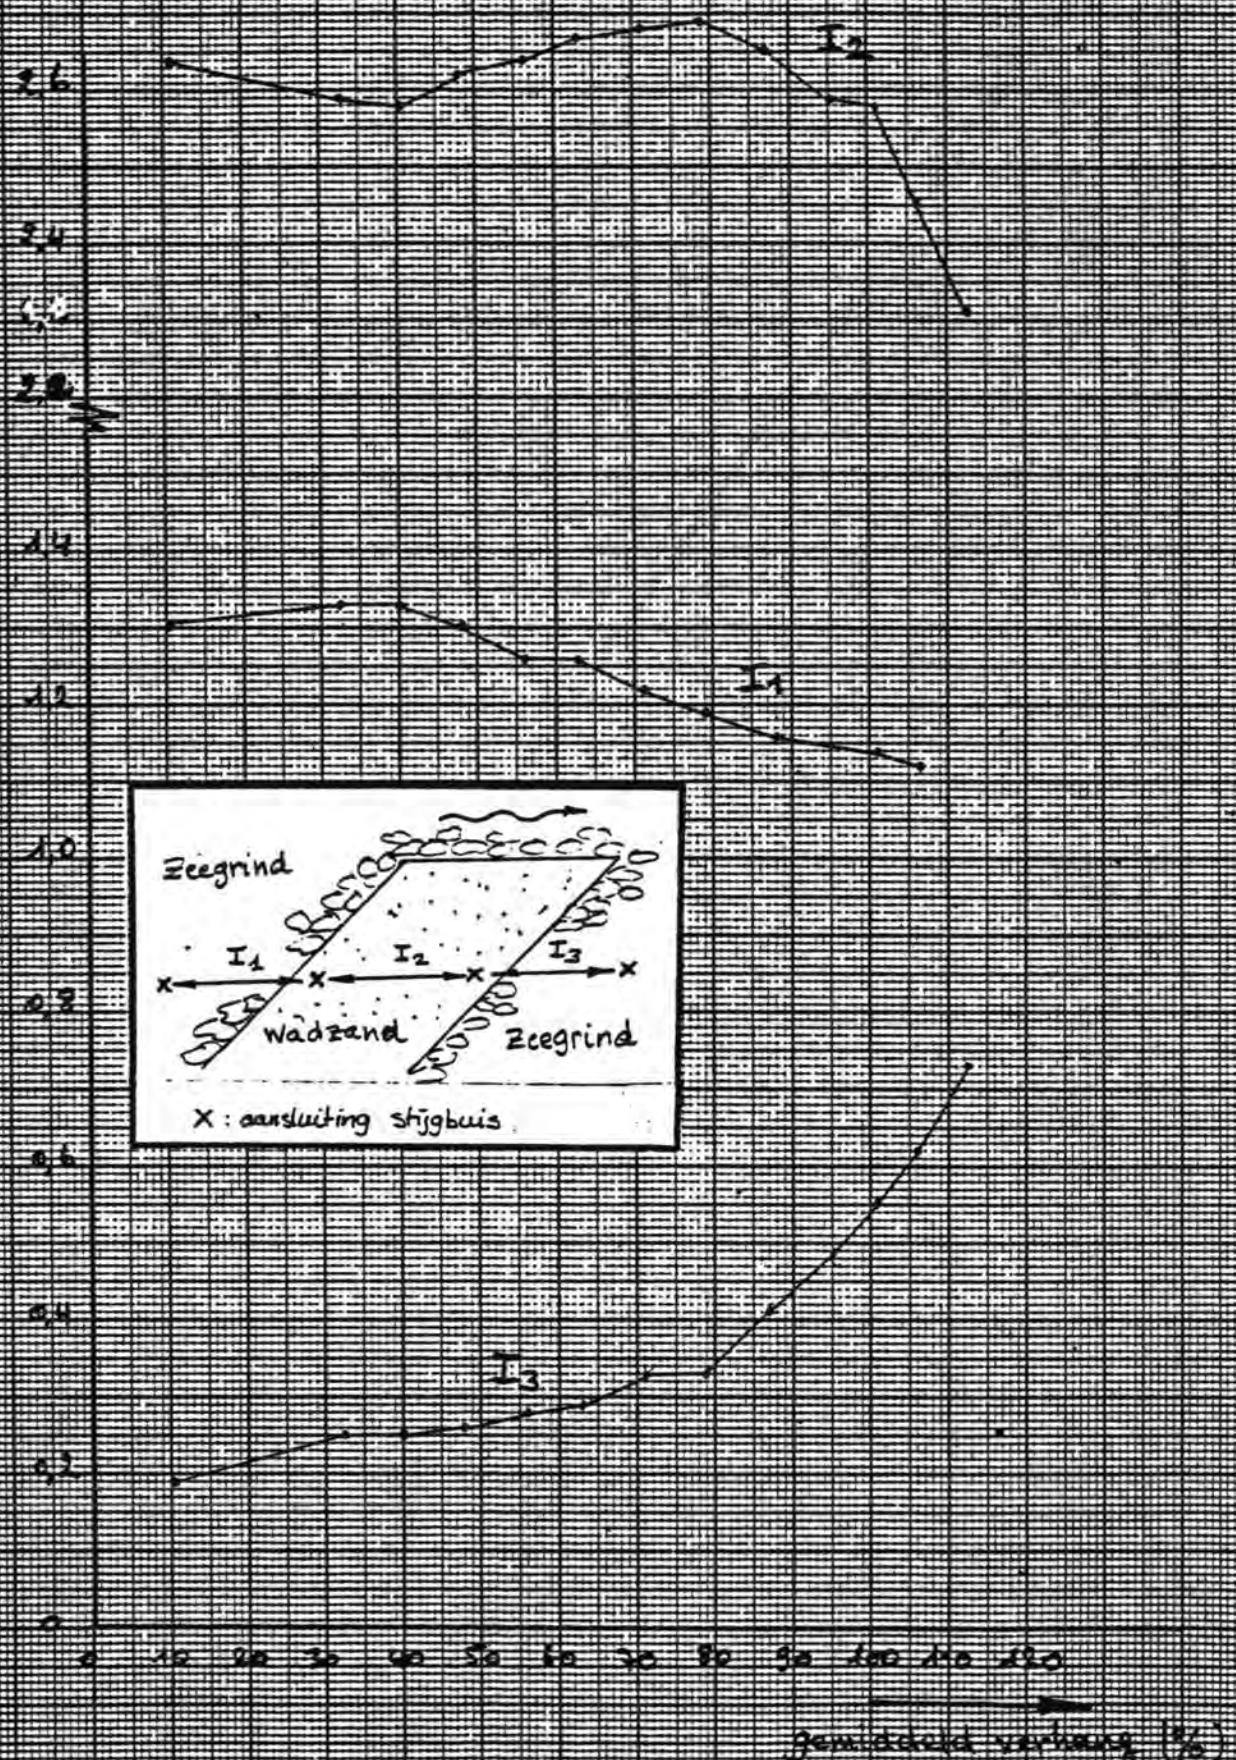 I2
2,6
2,4
1,4
1,2
I1
1,0
Zeegrind
I1
I2
I3
0,8
Wadzand
Zeegrind
X : aansluiting stijgbuis
0,6
0,4
I3
0,2
0
0 10 20 30 40 50 60 70 80 90 100 110 120
gemiddeld verhang